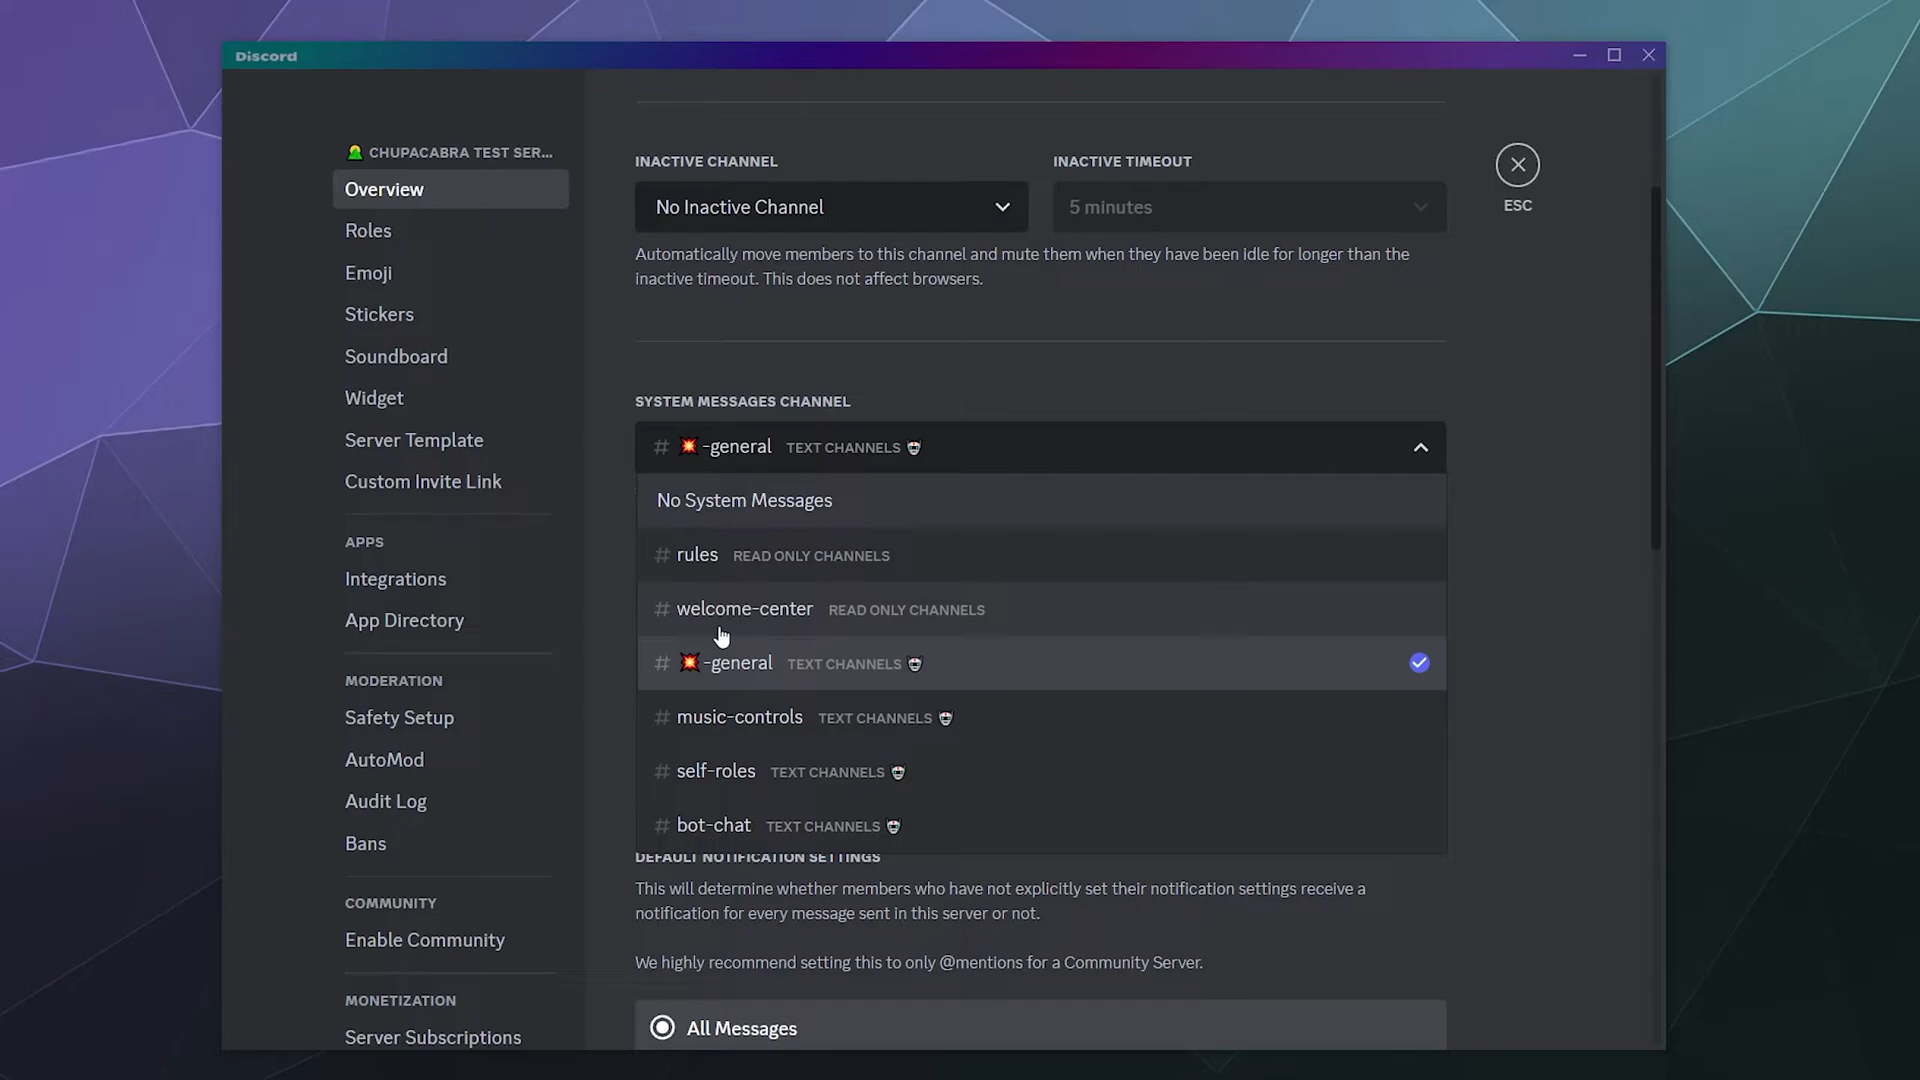 Discord
CHUPACABRA TEST SER...
Overview
Roles
Emoji
Stickers
Soundboard
Widget
Server Template
Custom Invite Link
APPS
Integrations
App Directory
MODERATION
Safety Setup
AutoMod
Audit Log
Bans
COMMUNITY
Enable Community
MONETIZATION
Server Subscriptions
INACTIVE CHANNEL
No Inactive Channel
INACTIVE TIMEOUT
5 minutes
Automatically move members to this channel and mute them when they have been idle for longer than the
inactive timeout. This does not affect browsers.
SYSTEM MESSAGES CHANNEL
# 💥-general TEXT CHANNELS
No System Messages
# rules READ ONLY CHANNELS
# welcome-center READ ONLY CHANNELS
# 💥-general TEXT CHANNELS
# music-controls TEXT CHANNELS
# self-roles TEXT CHANNELS
# bot-chat TEXT CHANNELS
DEFAULT NOTIFICATION SETTINGS
This will determine whether members who have not explicitly set their notification settings receive a
notification for every message sent in this server or not.
We highly recommend setting this to only @mentions for a Community Server.
All Messages
ESC